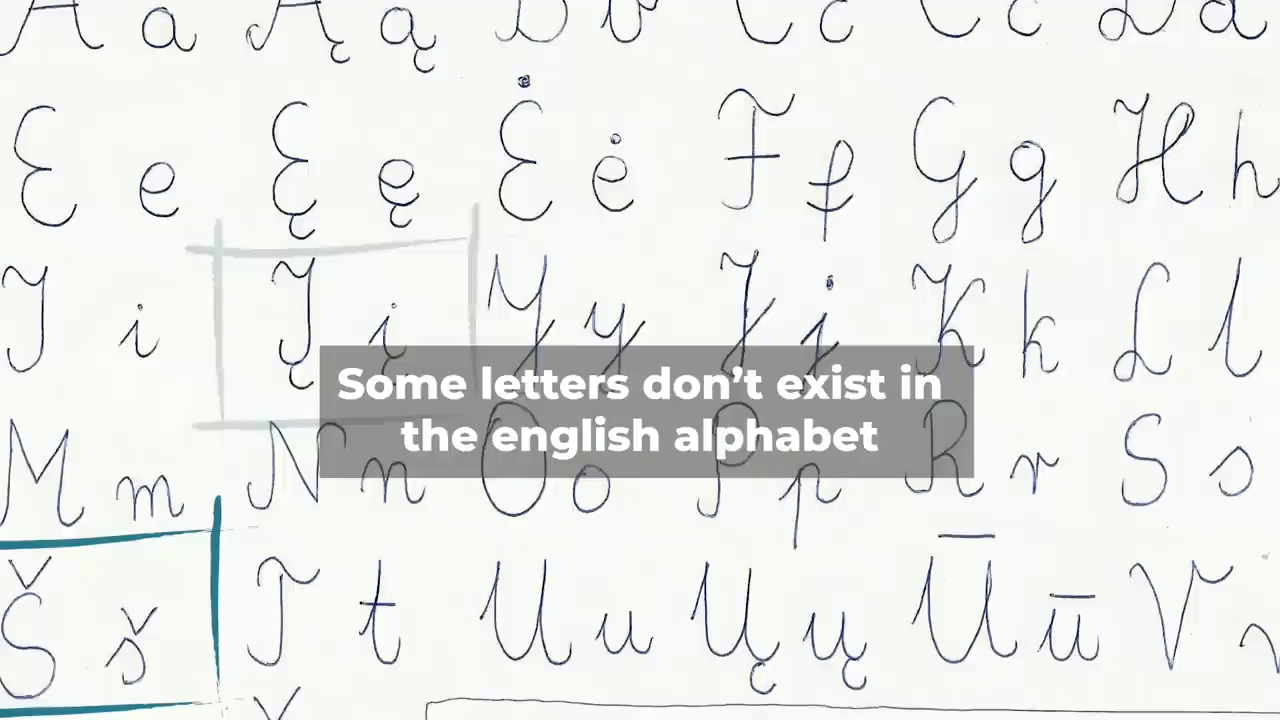 A a Ą ą B b C c Č č D d
E e Ę ę Ė ė F f G g H h
I i Į į Y y J j K k L l
Some letters don’t exist in
the english alphabet
M m N n O o P p R r S s
Š š T t U u Ų ų Ū ū V v